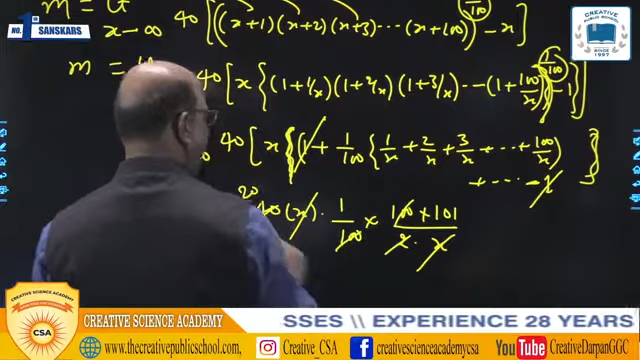 m = 
x→∞ 40[((x+1)(x+2)(x+3)⋯(x+100))^1/100 − x]
m = 40[x{(1+1/x)(1+2/x)(1+3/x)⋯(1+100/x)}^1/100 − 1}]
40[x{(1 + 1/100{1/x + 2/x + 3/x + ⋯ + 100/x)
+ ⋯ − 1}]
20
40(x) · 1/100 × 100×101/2·x
NO. 1 SANSKARS
CREATIVE
PUBLIC SCHOOL
Since 1997
CREATIVE SCIENCE ACADEMY
CSA
CREATIVE SCIENCE ACADEMY
SSES || EXPERIENCE 28 YEARS
www.thecreativepublicschool.com
Creative_CSA
creativescienceacademycsa
YouTube CreativeDarpanGGC